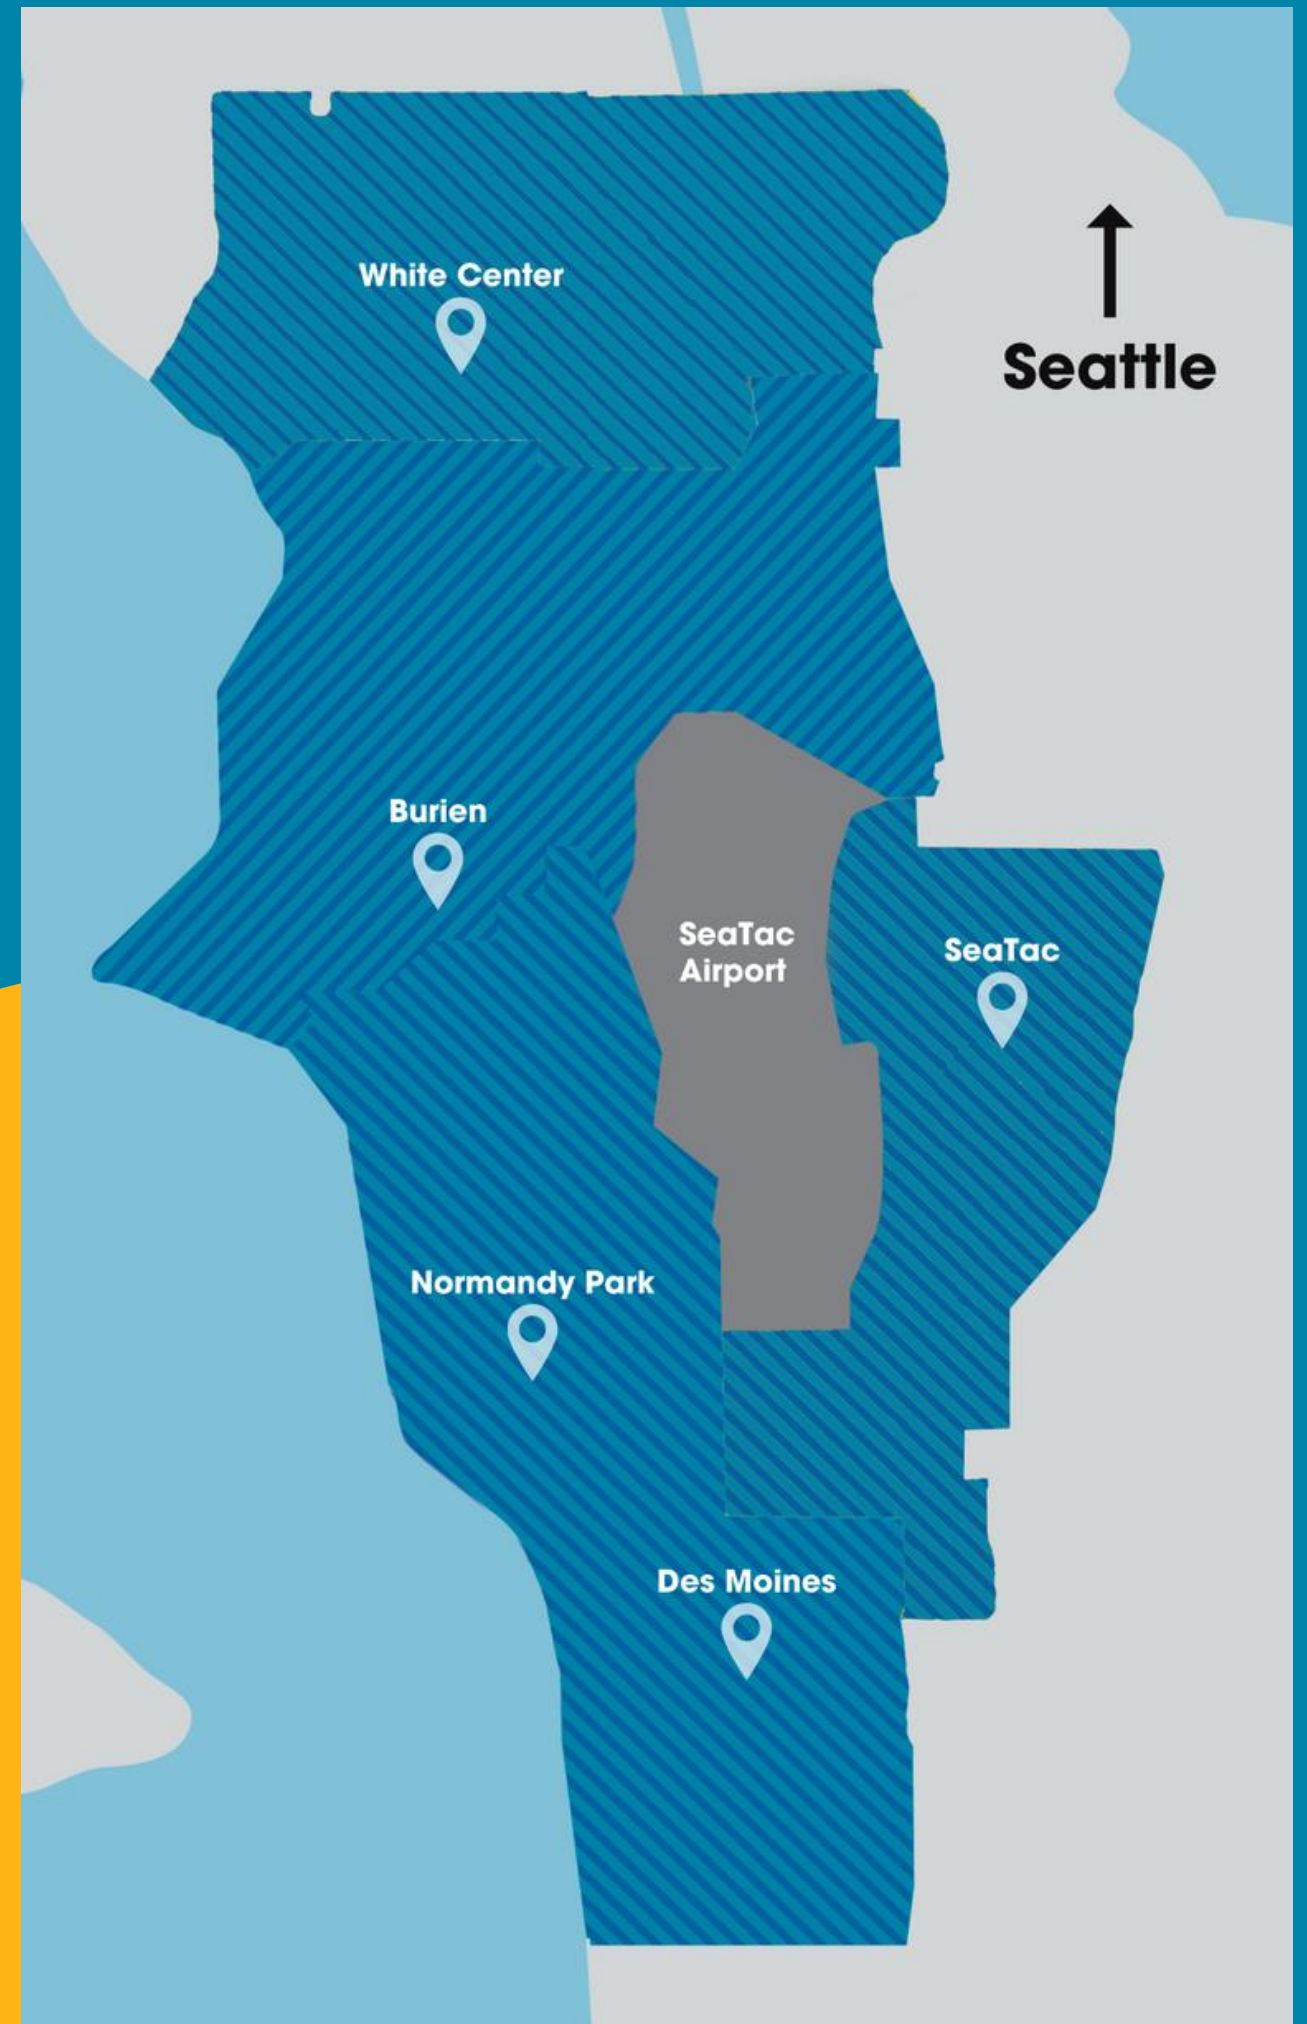 White Center
Seattle
Burien
SeaTac
Airport
SeaTac
Normandy Park
Des Moines